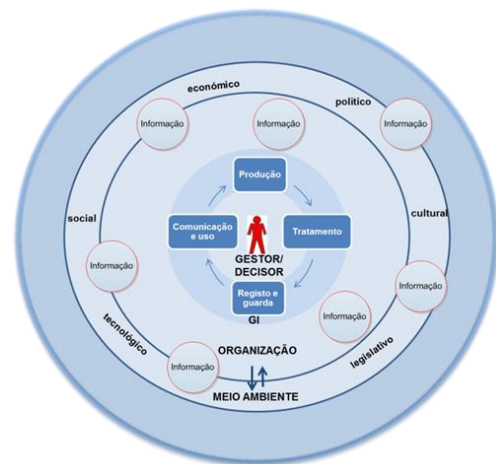 económico
político
Informação
Informação
Informação
Produção
social
cultural
Comunicação
e uso
Tratamento
GESTOR/
DECISOR
Informação
Informação
Registo e
guarda
GI
Informação
tecnológico
legislativo
ORGANIZAÇÃO
Informação
MEIO AMBIENTE